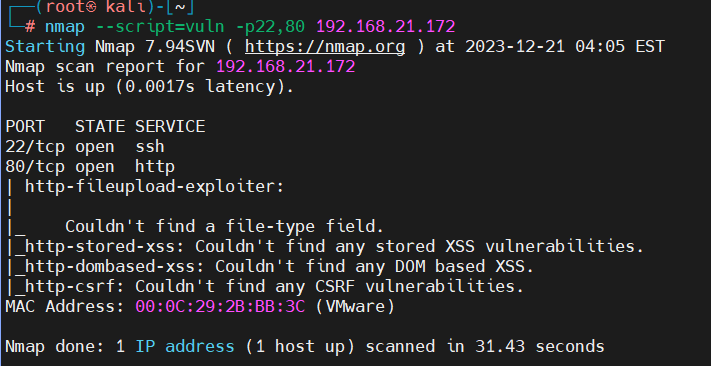 ┌──(root㉿ kali)-[~]
└─# nmap --script=vuln -p22,80 192.168.21.172
Starting Nmap 7.94SVN ( https://nmap.org ) at 2023-12-21 04:05 EST
Nmap scan report for 192.168.21.172
Host is up (0.0017s latency).

PORT   STATE SERVICE
22/tcp open  ssh
80/tcp open  http
| http-fileupload-exploiter:
|
|_    Couldn't find a file-type field.
|_http-stored-xss: Couldn't find any stored XSS vulnerabilities.
|_http-dombased-xss: Couldn't find any DOM based XSS.
|_http-csrf: Couldn't find any CSRF vulnerabilities.
MAC Address: 00:0C:29:2B:BB:3C (VMware)

Nmap done: 1 IP address (1 host up) scanned in 31.43 seconds